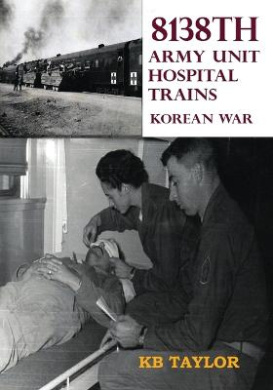 8138TH
ARMY UNIT
HOSPITAL
TRAINS
KOREAN WAR
KB TAYLOR